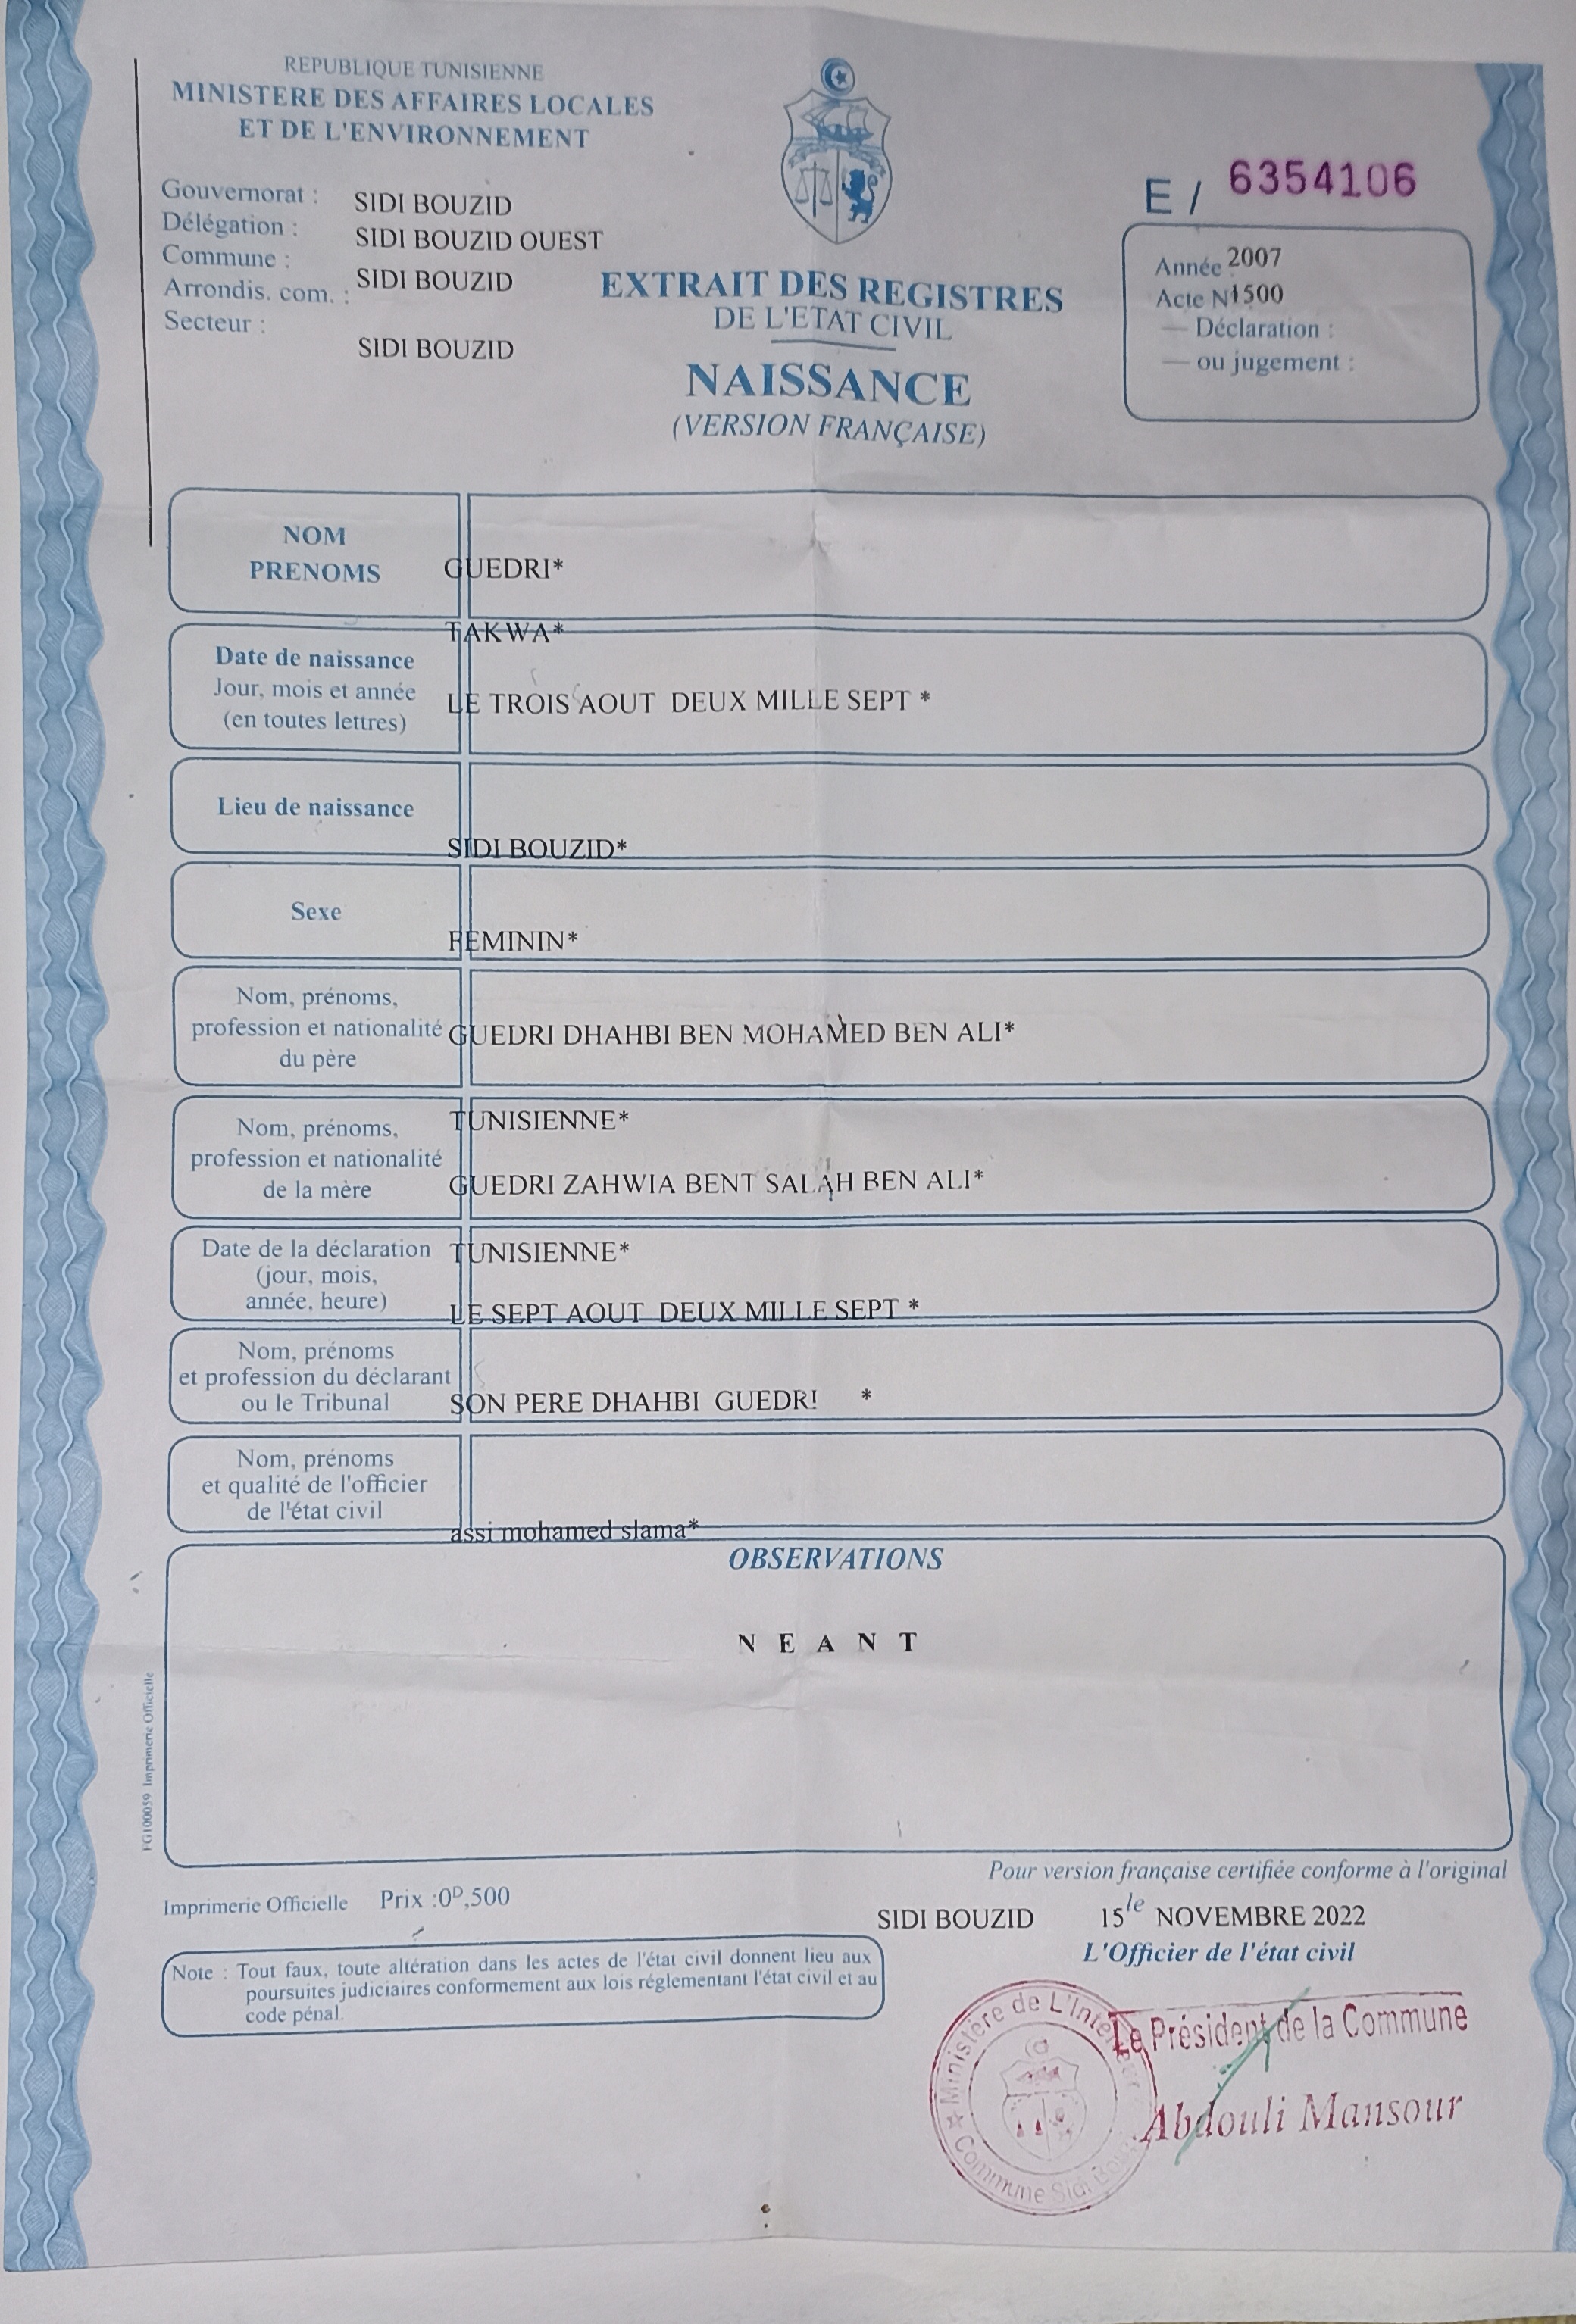 REPUBLIQUE TUNISIENNE
MINISTERE DES AFFAIRES LOCALES
ET DE L'ENVIRONNEMENT
Gouvernorat : SIDI BOUZID
Délégation : SIDI BOUZID OUEST
Commune : SIDI BOUZID
Arrondis. com. :
Secteur : SIDI BOUZID
E / 6354106
Année 2007
Acte N 1500
— Déclaration :
— ou jugement :
EXTRAIT DES REGISTRES
DE L'ETAT CIVIL
NAISSANCE
(VERSION FRANÇAISE)
NOM
PRENOMS
GUEDRI*
TAKWA*
Date de naissance
Jour, mois et année
(en toutes lettres)
LE TROIS AOUT DEUX MILLE SEPT *
Lieu de naissance
SIDI BOUZID*
Sexe
FEMININ*
Nom, prénoms,
profession et nationalité
du père
GUEDRI DHAHBI BEN MOHAMED BEN ALI*
TUNISIENNE*
Nom, prénoms,
profession et nationalité
de la mère
GUEDRI ZAHWIA BENT SALAH BEN ALI*
TUNISIENNE*
Date de la déclaration
(jour, mois,
année, heure)
LE SEPT AOUT DEUX MILLE SEPT *
Nom, prénoms
et profession du déclarant
ou le Tribunal
SON PERE DHAHBI GUEDRI *
Nom, prénoms
et qualité de l'officier
de l'état civil
assi mohamed slama*
OBSERVATIONS
N E A N T
FG100059 Imprimerie Officielle
Pour version française certifiée conforme à l'original
Imprimerie Officielle Prix :0D,500
SIDI BOUZID 15 le NOVEMBRE 2022
L'Officier de l'état civil
Note : Tout faux, toute altération dans les actes de l'état civil donnent lieu aux
poursuites judiciaires conformement aux lois réglementant l'état civil et au
code pénal.
Le Président de la Commune
Abdouli Mansour
Ministère de L'Intérieur
Commune Sidi Bouzid